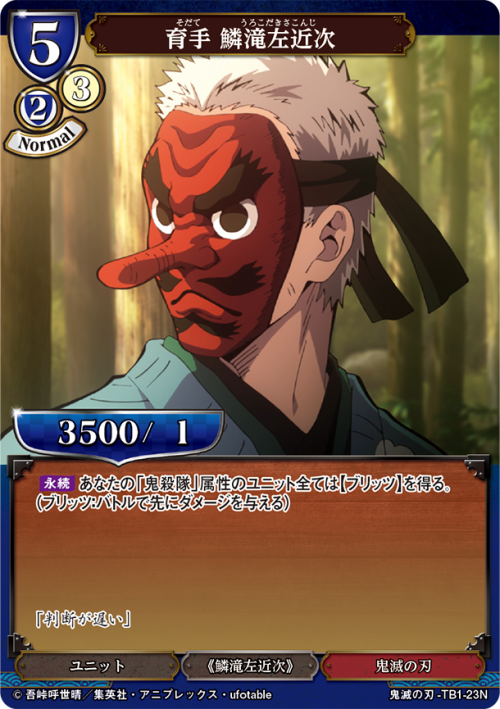 5
そだて うろこだきさこんじ
育手 鱗滝左近次
2
3
Normal
3500/ 1
永続 あなたの「鬼殺隊」属性のユニット全ては【ブリッツ】を得る。
(ブリッツ:バトルで先にダメージを与える)
「判断が遅い」
ユニット
《鱗滝左近次》
鬼滅の刃
© 吾峠呼世晴/集英社・アニプレックス・ufotable
鬼滅の刃 -TB1-23N